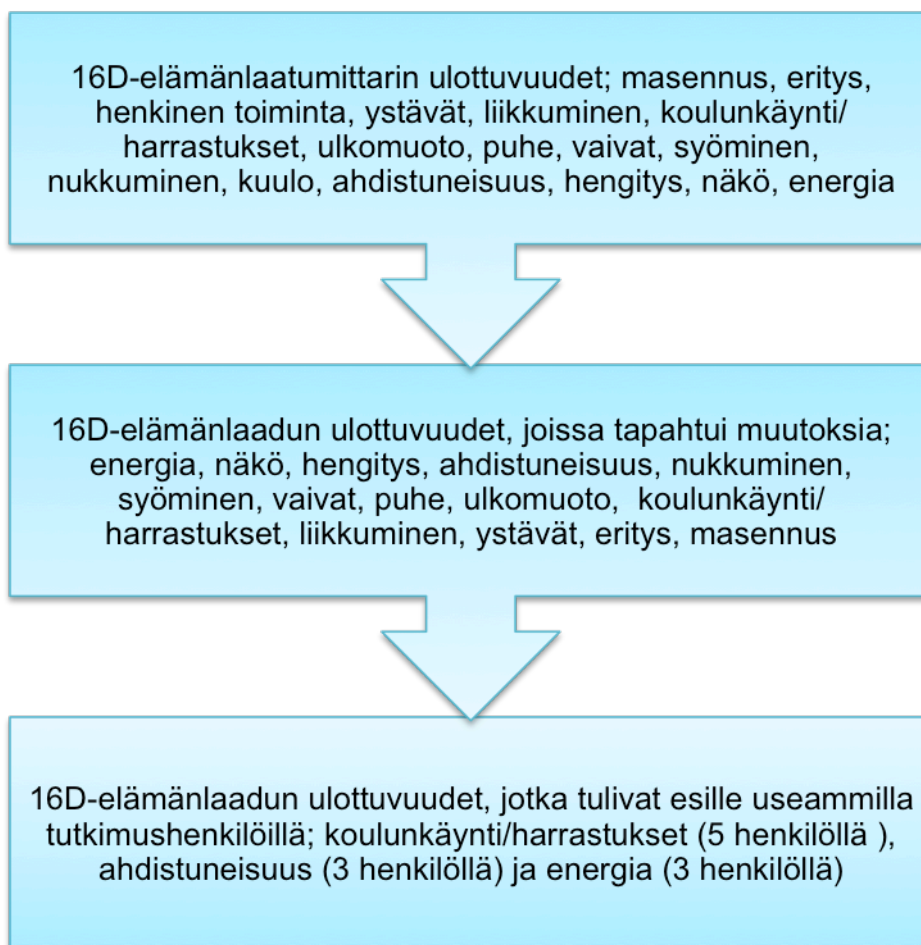 16D-elämänlaatumittarin ulottuvuudet; masennus, eritys,
henkinen toiminta, ystävät, liikkuminen, koulunkäynti/
harrastukset, ulkomuoto, puhe, vaivat, syöminen,
nukkuminen, kuulo, ahdistuneisuus, hengitys, näkö, energia
16D-elämänlaadun ulottuvuudet, joissa tapahtui muutoksia;
energia, näkö, hengitys, ahdistuneisuus, nukkuminen,
syöminen, vaivat, puhe, ulkomuoto, koulunkäynti/
harrastukset, liikkuminen, ystävät, eritys, masennus
16D-elämänlaadun ulottuvuudet, jotka tulivat esille useammilla
tutkimushenkilöillä; koulunkäynti/harrastukset (5 henkilöllä ),
ahdistuneisuus (3 henkilöllä) ja energia (3 henkilöllä)